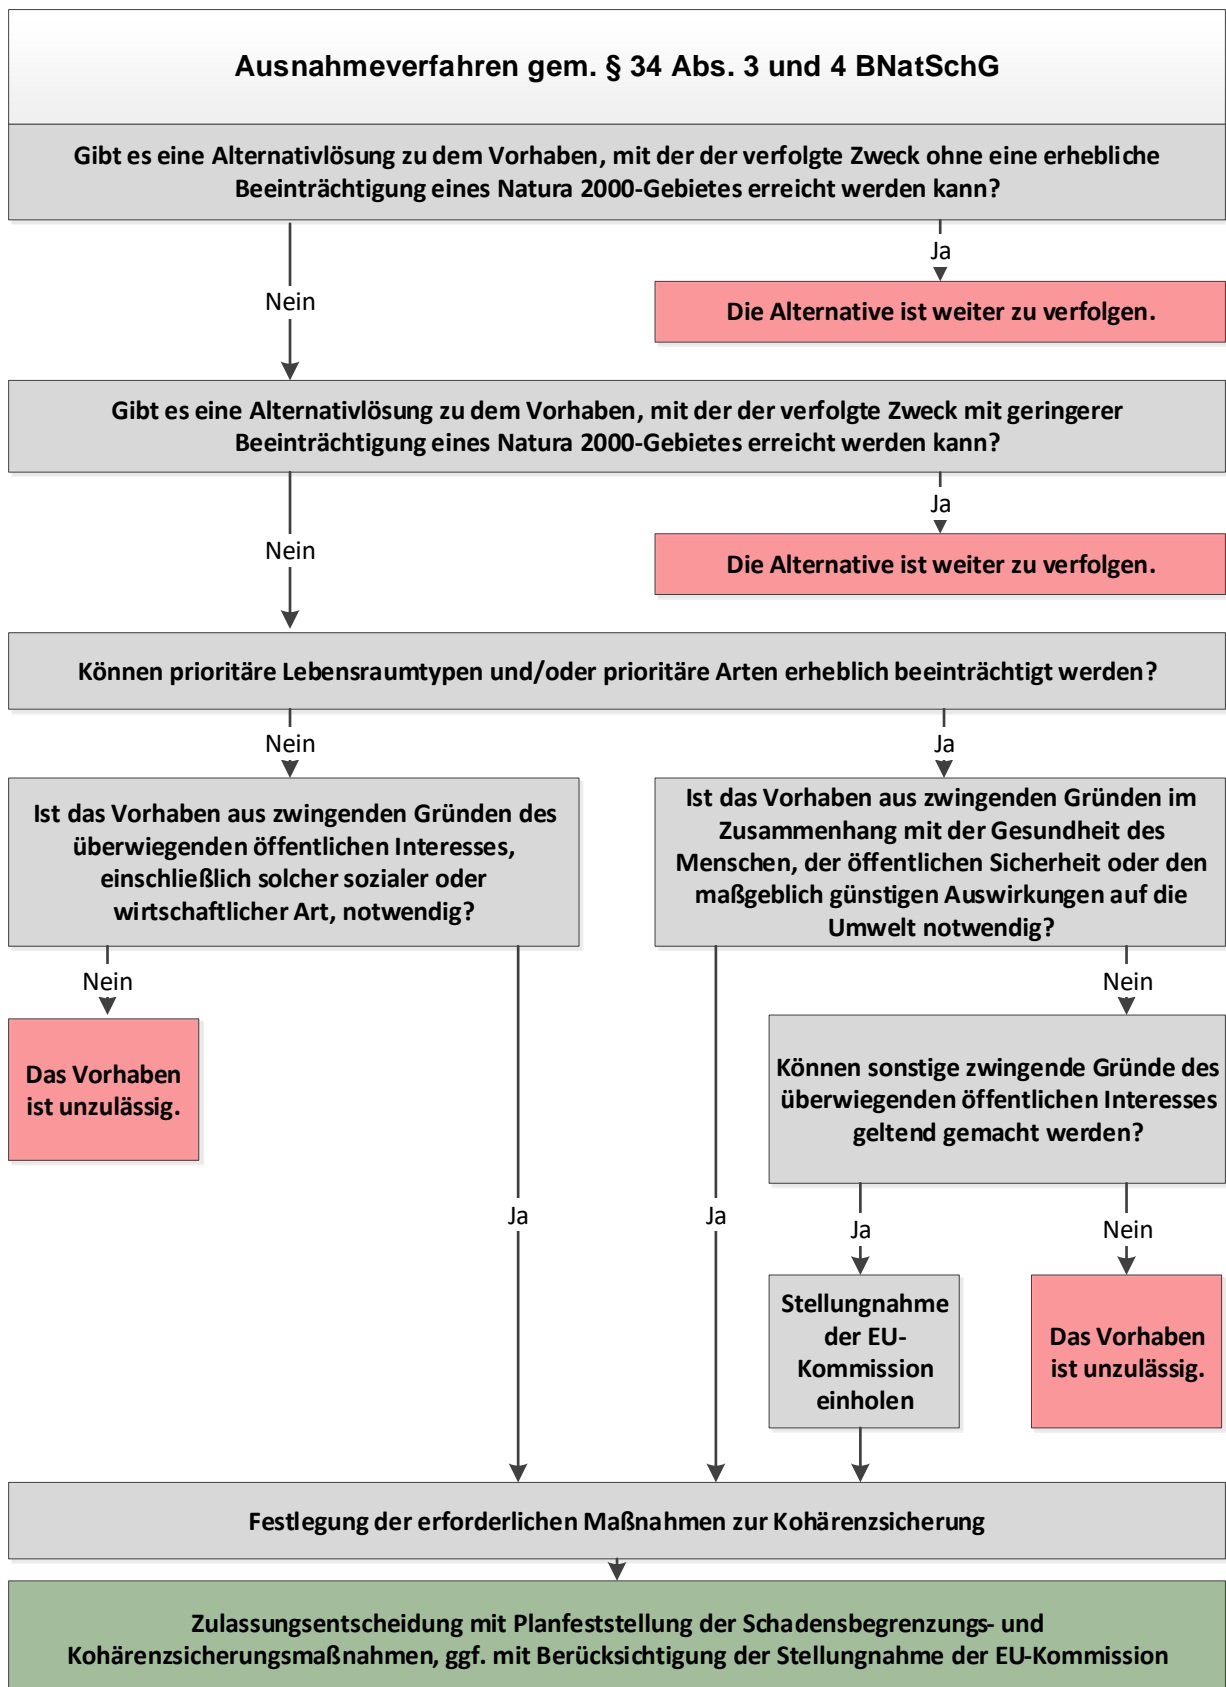 Ausnahmeverfahren gem. § 34 Abs. 3 und 4 BNatSchG
Gibt es eine Alternativlösung zu dem Vorhaben, mit der der verfolgte Zweck ohne eine erhebliche
Beeinträchtigung eines Natura 2000-Gebietes erreicht werden kann?
Ja
Nein
Die Alternative ist weiter zu verfolgen.
Gibt es eine Alternativlösung zu dem Vorhaben, mit der der verfolgte Zweck mit geringerer
Beeinträchtigung eines Natura 2000-Gebietes erreicht werden kann?
Ja
Nein
Die Alternative ist weiter zu verfolgen.
Können prioritäre Lebensraumtypen und/oder prioritäre Arten erheblich beeinträchtigt werden?
Nein
Ja
Ist das Vorhaben aus zwingenden Gründen des
überwiegenden öffentlichen Interesses,
einschließlich solcher sozialer oder
wirtschaftlicher Art, notwendig?
Ist das Vorhaben aus zwingenden Gründen im
Zusammenhang mit der Gesundheit des
Menschen, der öffentlichen Sicherheit oder den
maßgeblich günstigen Auswirkungen auf die
Umwelt notwendig?
Nein
Nein
Das Vorhaben
ist unzulässig.
Können sonstige zwingende Gründe des
überwiegenden öffentlichen Interesses
geltend gemacht werden?
Ja
Ja
Ja
Nein
Stellungnahme
der EU-
Kommission
einholen
Das Vorhaben
ist unzulässig.
Festlegung der erforderlichen Maßnahmen zur Kohärenzsicherung
Zulassungsentscheidung mit Planfeststellung der Schadensbegrenzungs- und
Kohärenzsicherungsmaßnahmen, ggf. mit Berücksichtigung der Stellungnahme der EU-Kommission